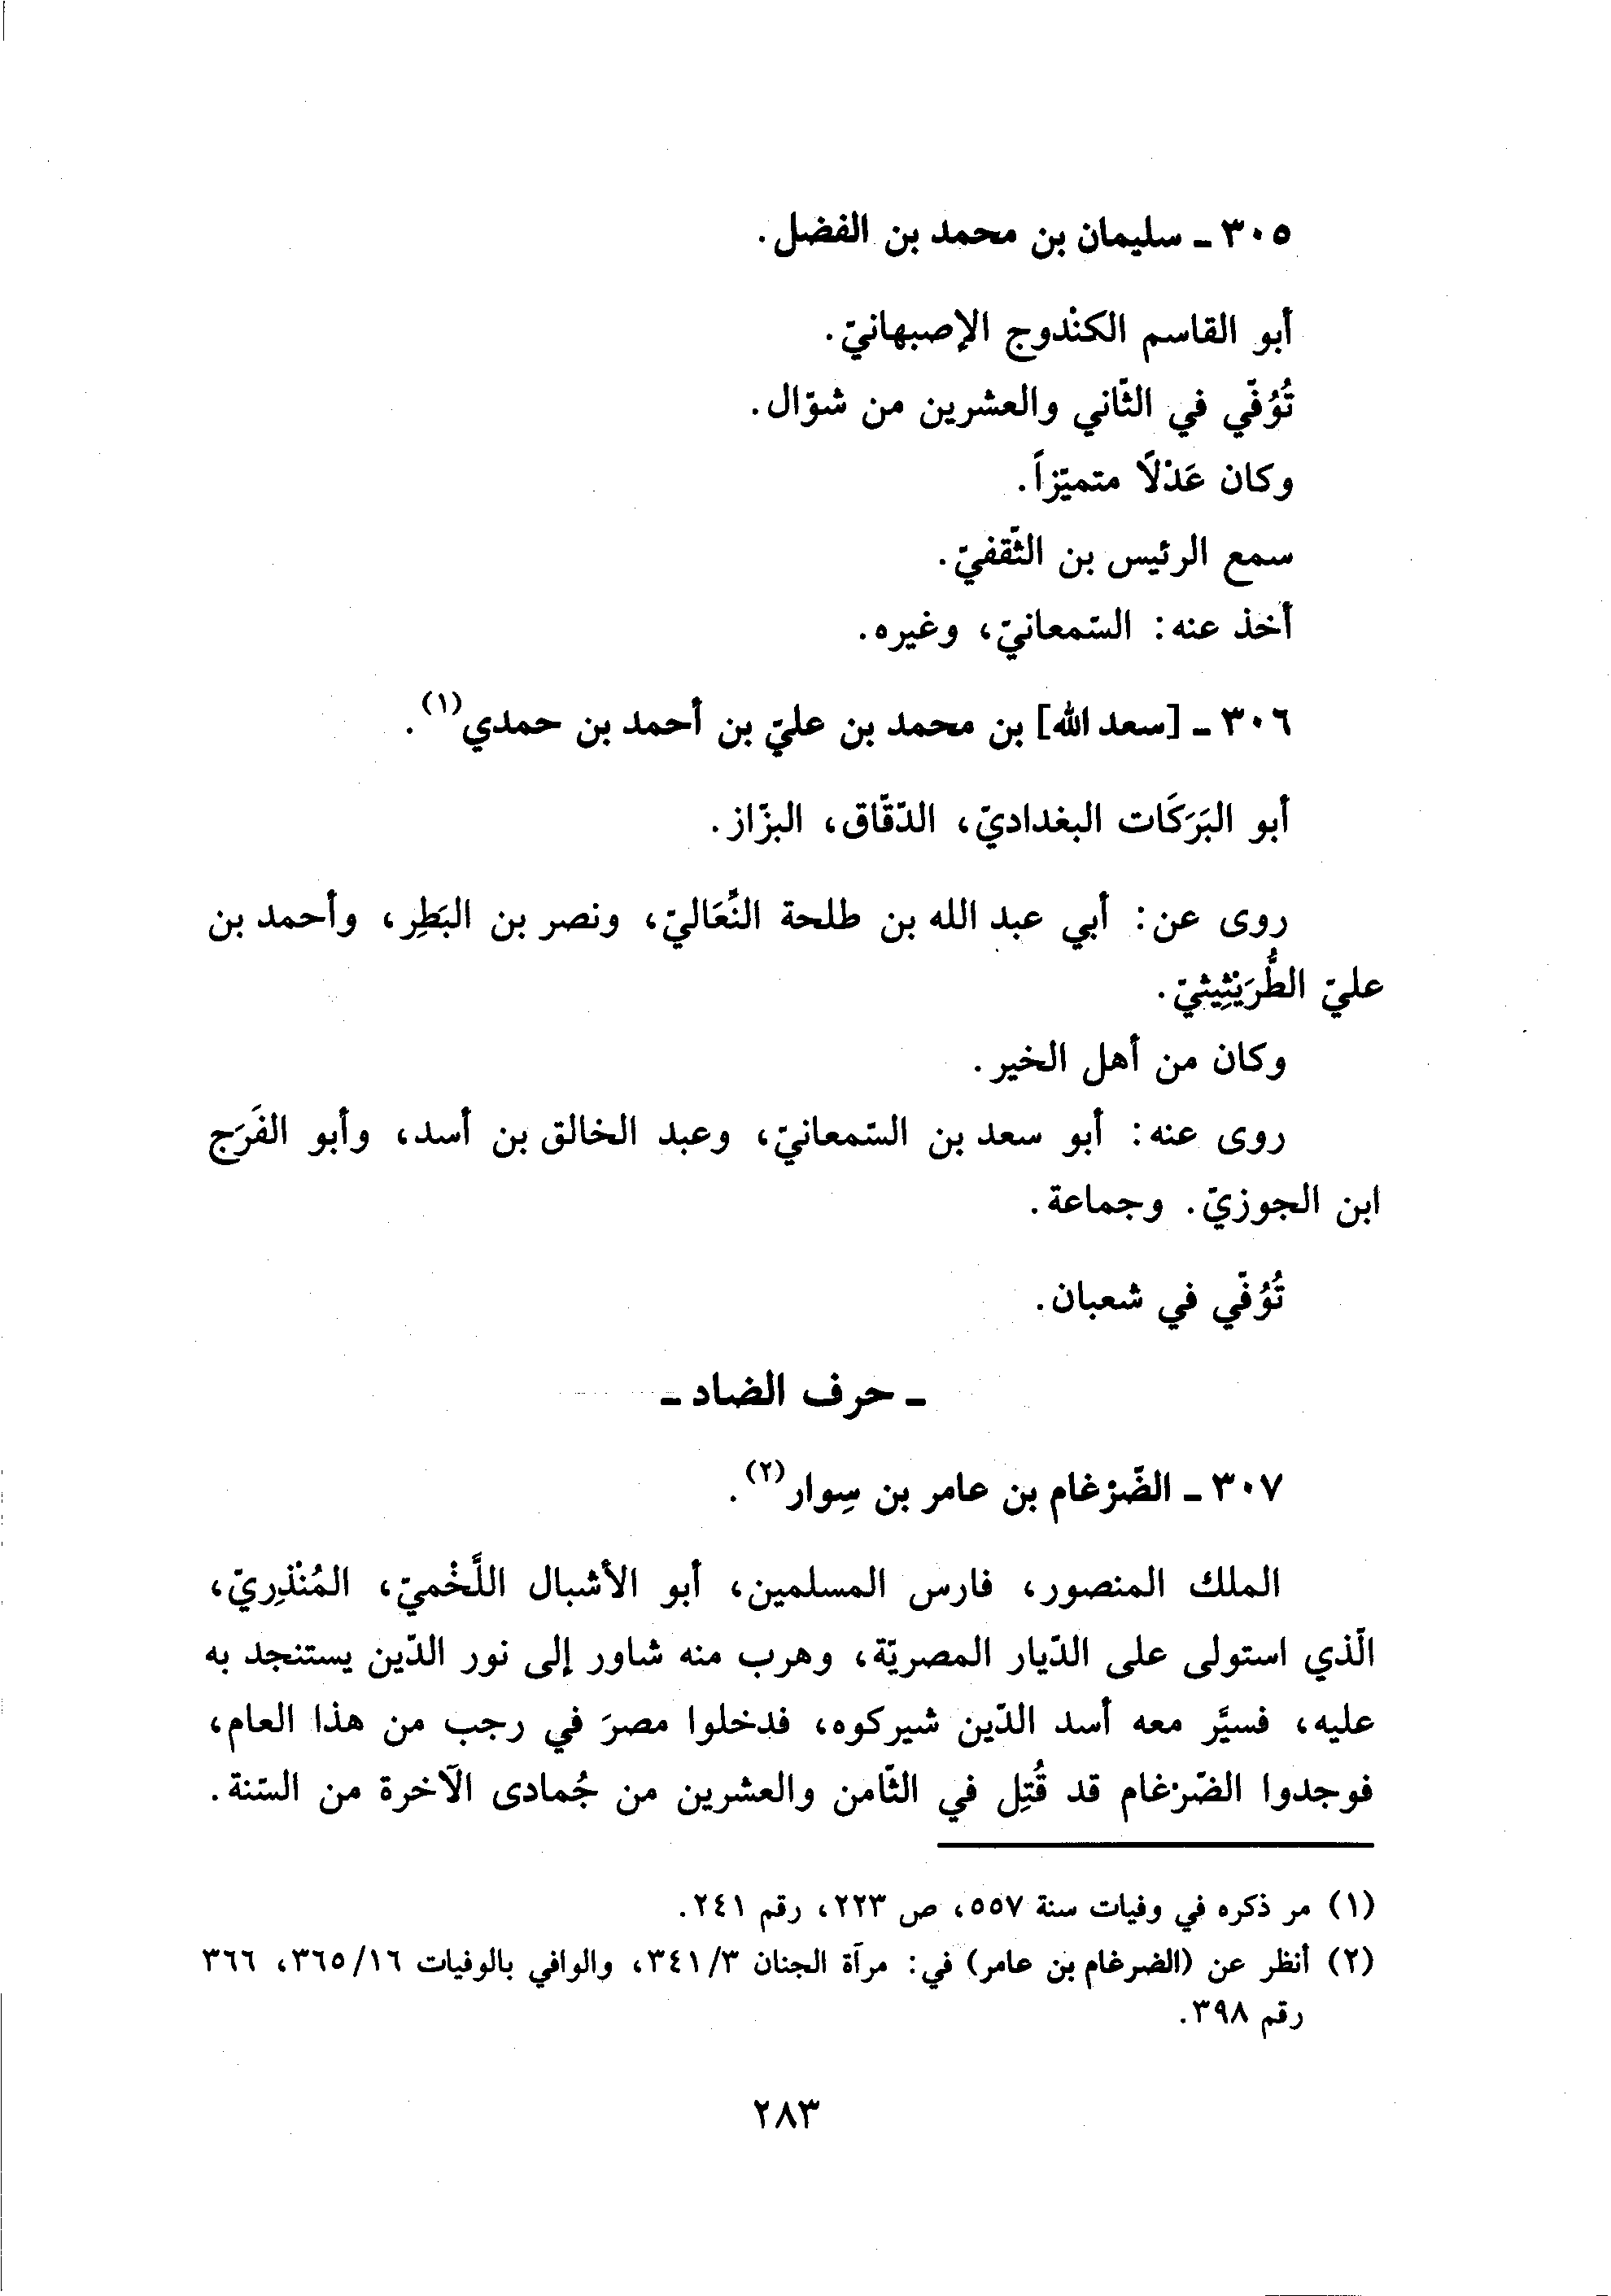 ٣٠٥ ـ سليمان بن محمد بن الفضل.
أبو القاسم الكنْدوج الإصبهانيّ.
تُوُفّي في الثّاني والعشرين من شوّال.
وكان عَدْلاً متميّزاً.
سمع الرئيس بن الثّقفيّ.
أخذ عنه: السّمعانيّ، وغيره.
٣٠٦ ـ [سعد الله] بن محمد بن عليّ بن أحمد بن حمدي(١).
أبو البَرَكَات البغداديّ، الدّقّاق، البزّاز.
روى عن: أبي عبد الله بن طلحة النِّعَاليّ، ونصر بن البَطِر، وأحمد بن
عليّ الطُّرَيْثِيثيّ.
وكان من أهل الخير.
روى عنه: أبو سعد بن السّمعانيّ، وعبد الخالق بن أسد، وأبو الفَرَج
ابن الجوزيّ. وجماعة.
تُوُفّي في شعبان.
ـ حرف الضاد ـ
٣٠٧ ـ الضّرْغام بن عامر بن سِوار(٢).
الملك المنصور، فارس المسلمين، أبو الأشبال اللَّخْميّ، المُنْذِريّ،
الّذي استولى على الدّيار المصريّة، وهرب منه شاور إلى نور الدّين يستنجد به
عليه، فسيَّر معه أسد الدّين شيركوه، فدخلوا مصرَ في رجب من هذا العام،
فوجدوا الضّرْغام قد قُتِل في الثّامن والعشرين من جُمادى الآخرة من السّنة.
(١) مر ذكره في وفيات سنة ٥٥٧، ص ٢٢٣، رقم ٢٤١.
(٢) أنظر عن (الضرغام بن عامر) في: مرآة الجنان ٣/٣٤١، والوافي بالوفيات ١٦/٣٦٥، ٣٦٦
رقم ٣٩٨.
٢٨٣